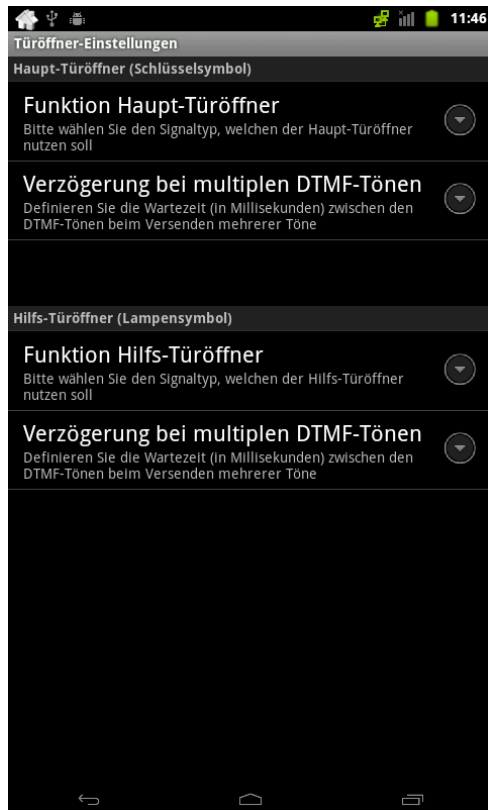 11:46
Türöffner-Einstellungen
Haupt-Türöffner (Schlüsselsymbol)
Funktion Haupt-Türöffner
Bitte wählen Sie den Signaltyp, welchen der Haupt-Türöffner
nutzen soll
Verzögerung bei multiplen DTMF-Tönen
Definieren Sie die Wartezeit (in Millisekunden) zwischen den
DTMF-Tönen beim Versenden mehrerer Töne
Hilfs-Türöffner (Lampensymbol)
Funktion Hilfs-Türöffner
Bitte wählen Sie den Signaltyp, welchen der Hilfs-Türöffner
nutzen soll
Verzögerung bei multiplen DTMF-Tönen
Definieren Sie die Wartezeit (in Millisekunden) zwischen den
DTMF-Tönen beim Versenden mehrerer Töne